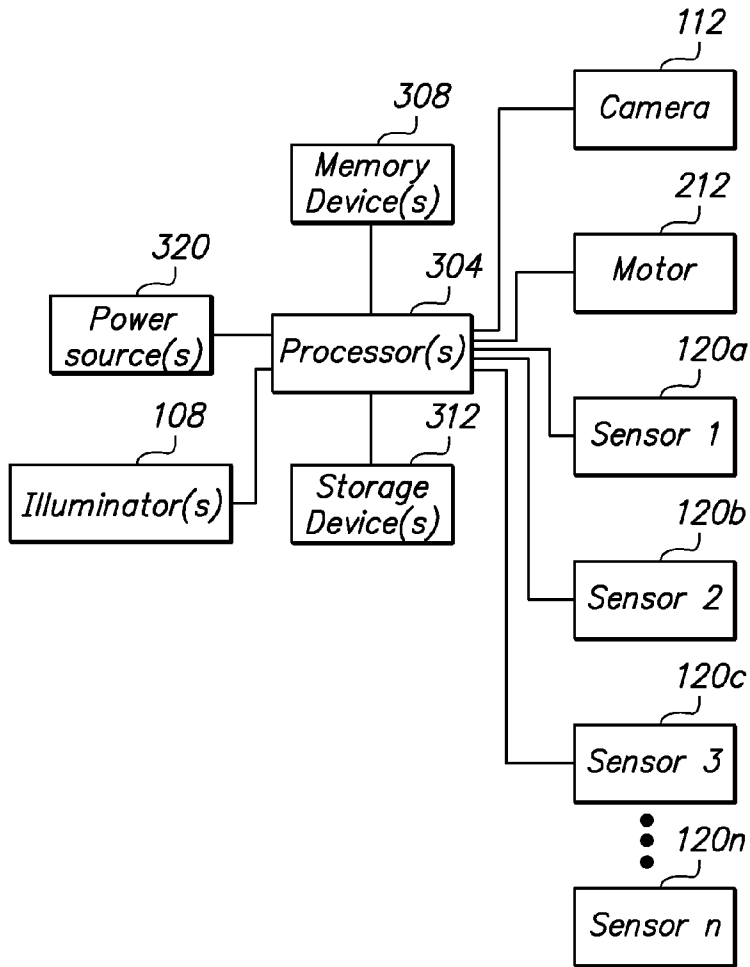 112
Camera
308
Memory
Device(s)
212
Motor
320
Power
source(s)
304
Processor(s)
120a
Sensor 1
108
Illuminator(s)
312
Storage
Device(s)
120b
Sensor 2
120c
Sensor 3
120n
Sensor n